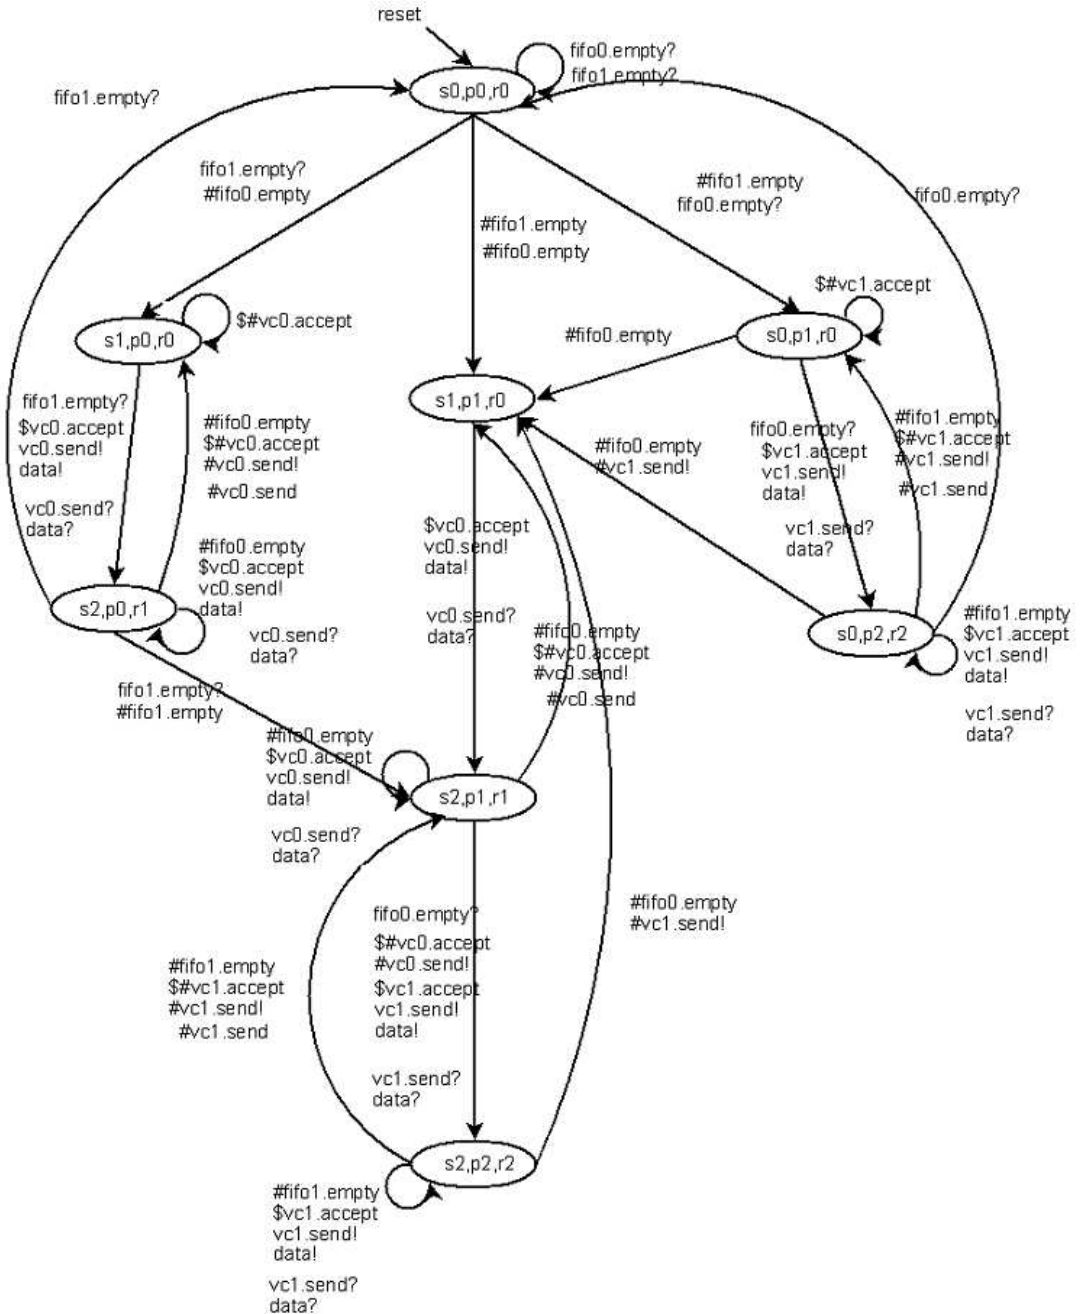 reset
fifo0.empty?
fifo1.empty?
s0,p0,r0
fifo1.empty?
fifo1.empty?
#fifo0.empty
#fifo1.empty
fifo0.empty?
fifo0.empty?
#fifo1.empty
#fifo0.empty
$#vc1.accept
$#vc0.accept
s1,p0,r0
#fifo0.empty
s0,p1,r0
s1,p1,r0
fifo1.empty?
$vc0.accept
vc0.send!
data!
vc0.send?
data?
#fifo0.empty
$#vc0.accept
#vc0.send!
#vc0.send
#fifo0.empty
#vc1.send!
fifo0.empty?
$vc1.accept
vc1.send!
data!
vc1.send?
data?
#fifo1.empty
$#vc1.accept
#vc1.send!
#vc1.send
#fifo0.empty
$vc0.accept
vc0.send!
data!
vc0.send?
data?
$vc0.accept
vc0.send!
data!
vc0.send?
data?
s2,p0,r1
s0,p2,r2
#fifo0.empty
$#vc0.accept
#vc0.send!
#vc0.send
#fifo1.empty
$vc1.accept
vc1.send!
data!
vc1.send?
data?
fifo1.empty?
#fifo1.empty
#fifo0.empty
$vc0.accept
vc0.send!
data!
vc0.send?
data?
s2,p1,r1
fifo0.empty?
$#vc0.accept
#vc0.send!
$vc1.accept
vc1.send!
data!
vc1.send?
data?
#fifo0.empty
#vc1.send!
#fifo1.empty
$#vc1.accept
#vc1.send!
#vc1.send
s2,p2,r2
#fifo1.empty
$vc1.accept
vc1.send!
data!
vc1.send?
data?